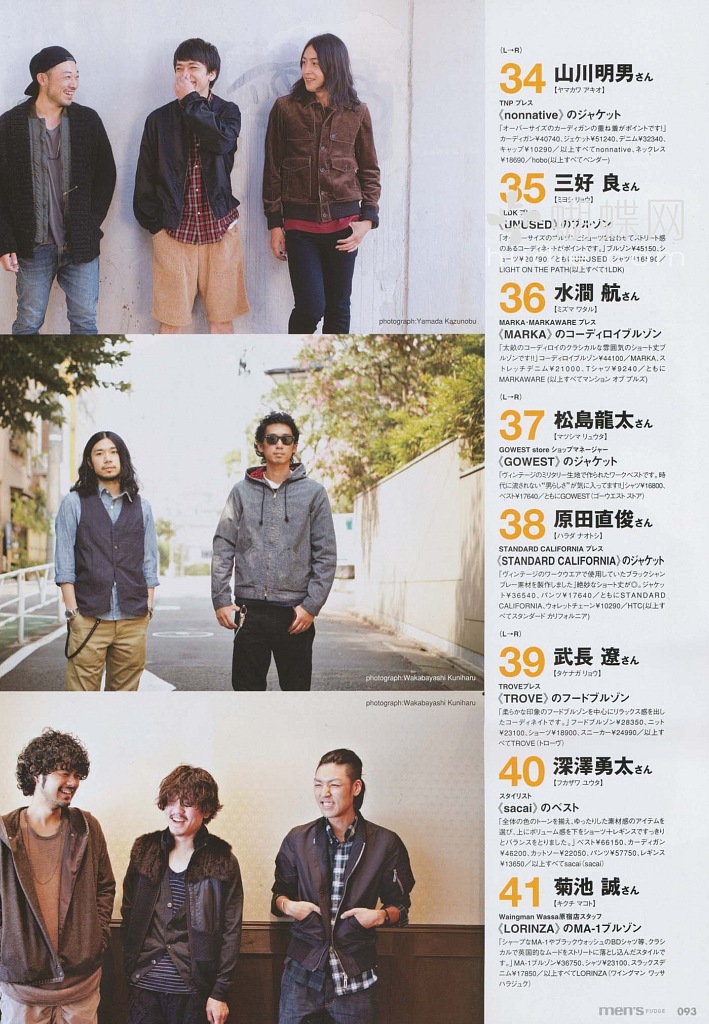 (L→R)
34 山川明男さん
【ヤマカワ アキオ】
TNP プレス
《nonnative》のジャケット
「オーバーサイズのカーディガンの重ね着がポイントです!」
カーディガン¥40740、ジャケット¥51240、デニム¥32340、
キャップ¥10290／以上すべてnonnative、ネックレス
¥18690／hobo(以上すべてベンダー)
35 三好 良さん
【ミヨシ リョウ】
1LDK
《UNUSED》のブルゾン
「オーバーサイズのブルゾンとショーツを合わせてストリート感
のあるコーディネートがポイントです。」ブルゾン¥45150、シ
ョーツ ／ともにUNUSED、シャツ ／
LIGHT ON THE PATH(以上すべて1LDK)
36 水澗 航さん
【ミズマ ワタル】
MARKA・MARKAWARE プレス
《MARKA》のコーディロイブルゾン
「太畝のコーディロイのクラシカルな雰囲気のショート丈ブ
ルゾンです!!」コーディロイブルゾン¥44100／MARKA、ス
トレッチデニム¥21000、Tシャツ¥9240／ともに
MARKAWARE (以上すべてマンション オブ プルズ)
(L→R)
37 松島龍太さん
【マツシマ リュウタ】
GOWEST store ショップマネージャー
《GOWEST》のジャケット
「ヴィンテージのミリタリー生地で作られたワークベストです。時
代に流されない“男らしさ”が気に入ってます!!」シャツ¥16800、
ベスト¥17640／ともにGOWEST(ゴーウエスト ストア)
38 原田直俊さん
【ハラダ ナオトシ】
STANDARD CALIFORNIA プレス
《STANDARD CALIFORNIA》のジャケット
「ヴィンテージのワークウエアで使用していたブラックシャン
ブレー素材を製作しました」絶妙なショート丈が◎。ジャケッ
ト¥36540、パンツ¥17640／ともにSTANDARD
CALIFORNIA、ウォレットチェーン¥10290／HTC(以上す
べてスタンダード カリフォルニア)
(L→R)
39 武長 遼さん
【タケナガ リョウ】
TROVEプレス
《TROVE》のフードブルゾン
「柔らかな印象のフードブルゾンを中心にリラックス感を出し
たコーディネイトです。」フードブルゾン¥28350、ニット
¥23100、ショーツ¥18900、スニーカー¥24990／以上す
べてTROVE(トローヴ)
40 深澤勇太さん
【フカザワ ユウタ】
スタイリスト
《sacai》のベスト
「全体の色のトーンを揃え、ゆったりした素材感のアイテムを
選び、上にボリューム感を下をショーツ＋レギンスですっきり
とバランスをとりました。」ベスト¥66150、カーディガン
¥46200、カットソー¥22050、パンツ¥57750、レギンス
¥13650／以上すべてsacai(sacai)
41 菊池 誠さん
【キクチ マコト】
Waingman Wassa原宿店スタッフ
《LORINZA》のMA-1ブルゾン
「シャープなMA-1やブラックウォッシュのBDシャツ等、クラシ
カルで英国的なムードをストリートに落とし込んだスタイルで
す。」MA-1ブルゾン¥36750、シャツ¥23100、スラックスデ
ニム¥17850／以上すべてLORINZA(ワイングマン ワッサ
ハラジュク)
photograph:Yamada Kazunobu
photograph:Wakabayashi Kuniharu
photograph:Wakabayashi Kuniharu
men's FUDGE 093